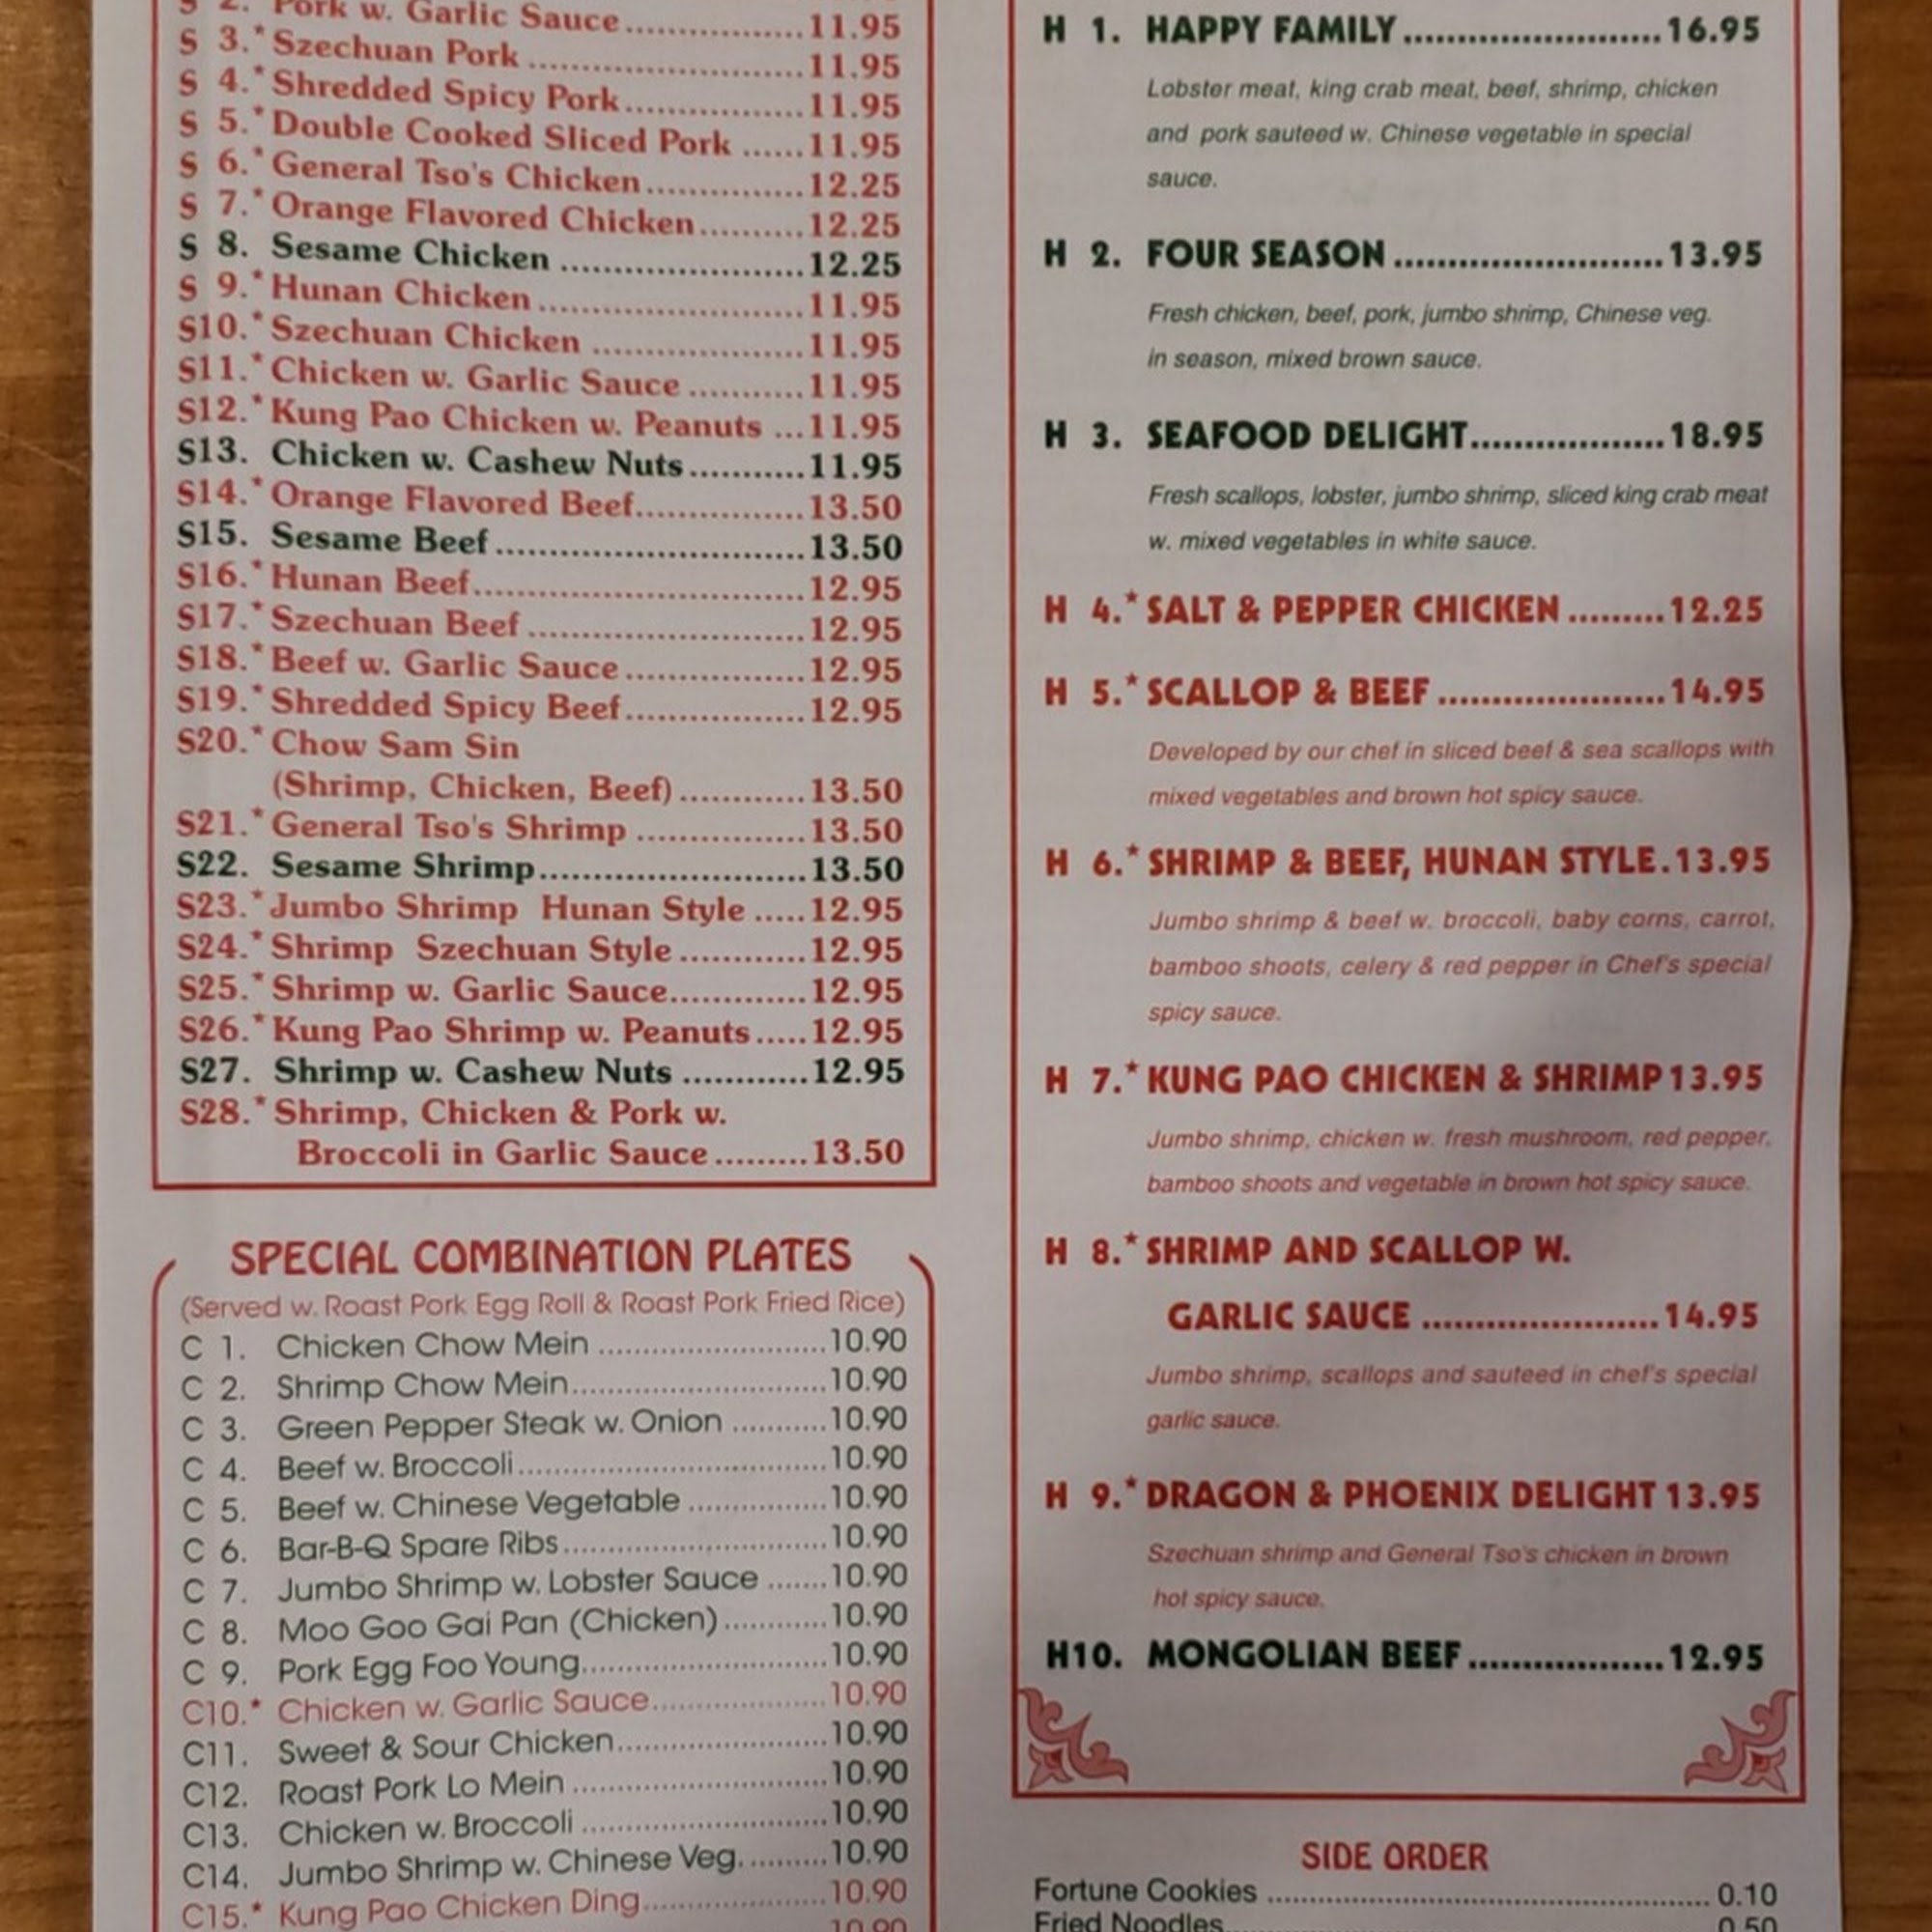 S 2. Pork w. Garlic Sauce.................11.95
S 3.* Szechuan Pork ..........................11.95
S 4.* Shredded Spicy Pork.................11.95
S 5.* Double Cooked Sliced Pork ......11.95
S 6.* General Tso's Chicken...............12.25
S 7.* Orange Flavored Chicken..........12.25
S 8. Sesame Chicken .......................12.25
S 9.* Hunan Chicken.........................11.95
S10.* Szechuan Chicken ....................11.95
S11.* Chicken w. Garlic Sauce ...........11.95
S12.* Kung Pao Chicken w. Peanuts ...11.95
S13. Chicken w. Cashew Nuts...........11.95
S14.* Orange Flavored Beef................13.50
S15. Sesame Beef.............................13.50
S16.* Hunan Beef...............................12.95
S17.* Szechuan Beef ..........................12.95
S18.* Beef w. Garlic Sauce .................12.95
S19.* Shredded Spicy Beef.................12.95
S20.* Chow Sam Sin
(Shrimp, Chicken, Beef)............13.50
S21.* General Tso's Shrimp ................13.50
S22. Sesame Shrimp.........................13.50
S23.* Jumbo Shrimp Hunan Style .....12.95
S24.* Shrimp Szechuan Style ............12.95
S25.* Shrimp w. Garlic Sauce.............12.95
S26.* Kung Pao Shrimp w. Peanuts.....12.95
S27. Shrimp w. Cashew Nuts ............12.95
S28.* Shrimp, Chicken & Pork w.
Broccoli in Garlic Sauce.........13.50
SPECIAL COMBINATION PLATES
(Served w. Roast Pork Egg Roll & Roast Pork Fried Rice)
C 1. Chicken Chow Mein .........................10.90
C 2. Shrimp Chow Mein............................10.90
C 3. Green Pepper Steak w. Onion ...........10.90
C 4. Beef w. Broccoli..................................10.90
C 5. Beef w. Chinese Vegetable ...............10.90
C 6. Bar-B-Q Spare Ribs.............................10.90
C 7. Jumbo Shrimp w. Lobster Sauce .......10.90
C 8. Moo Goo Gai Pan (Chicken)............10.90
C 9. Pork Egg Foo Young...........................10.90
C10.* Chicken w. Garlic Sauce...................10.90
C11. Sweet & Sour Chicken.......................10.90
C12. Roast Pork Lo Mein ............................10.90
C13. Chicken w. Broccoli ...........................10.90
C14. Jumbo Shrimp w. Chinese Veg. .........10.90
C15.* Kung Pao Chicken Ding....................10.90
10.90
H 1. HAPPY FAMILY........................16.95
Lobster meat, king crab meat, beef, shrimp, chicken
and pork sauteed w. Chinese vegetable in special
sauce.
H 2. FOUR SEASON.........................13.95
Fresh chicken, beef, pork, jumbo shrimp, Chinese veg.
in season, mixed brown sauce.
H 3. SEAFOOD DELIGHT..................18.95
Fresh scallops, lobster, jumbo shrimp, sliced king crab meat
w. mixed vegetables in white sauce.
H 4.* SALT & PEPPER CHICKEN .........12.25
H 5.* SCALLOP & BEEF.....................14.95
Developed by our chef in sliced beef & sea scallops with
mixed vegetables and brown hot spicy sauce.
H 6.* SHRIMP & BEEF, HUNAN STYLE.13.95
Jumbo shrimp & beef w. broccoli, baby corns, carrot,
bamboo shoots, celery & red pepper in Chef's special
spicy sauce.
H 7.* KUNG PAO CHICKEN & SHRIMP 13.95
Jumbo shrimp, chicken w. fresh mushroom, red pepper,
bamboo shoots and vegetable in brown hot spicy sauce.
H 8.* SHRIMP AND SCALLOP W.
GARLIC SAUCE ......................14.95
Jumbo shrimp, scallops and sauteed in chef's special
garlic sauce.
H 9.* DRAGON & PHOENIX DELIGHT 13.95
Szechuan shrimp and General Tso's chicken in brown
hot spicy sauce.
H10. MONGOLIAN BEEF..................12.95
SIDE ORDER
Fortune Cookies ..................................................0.10
Fried Noodles......................................................0.50